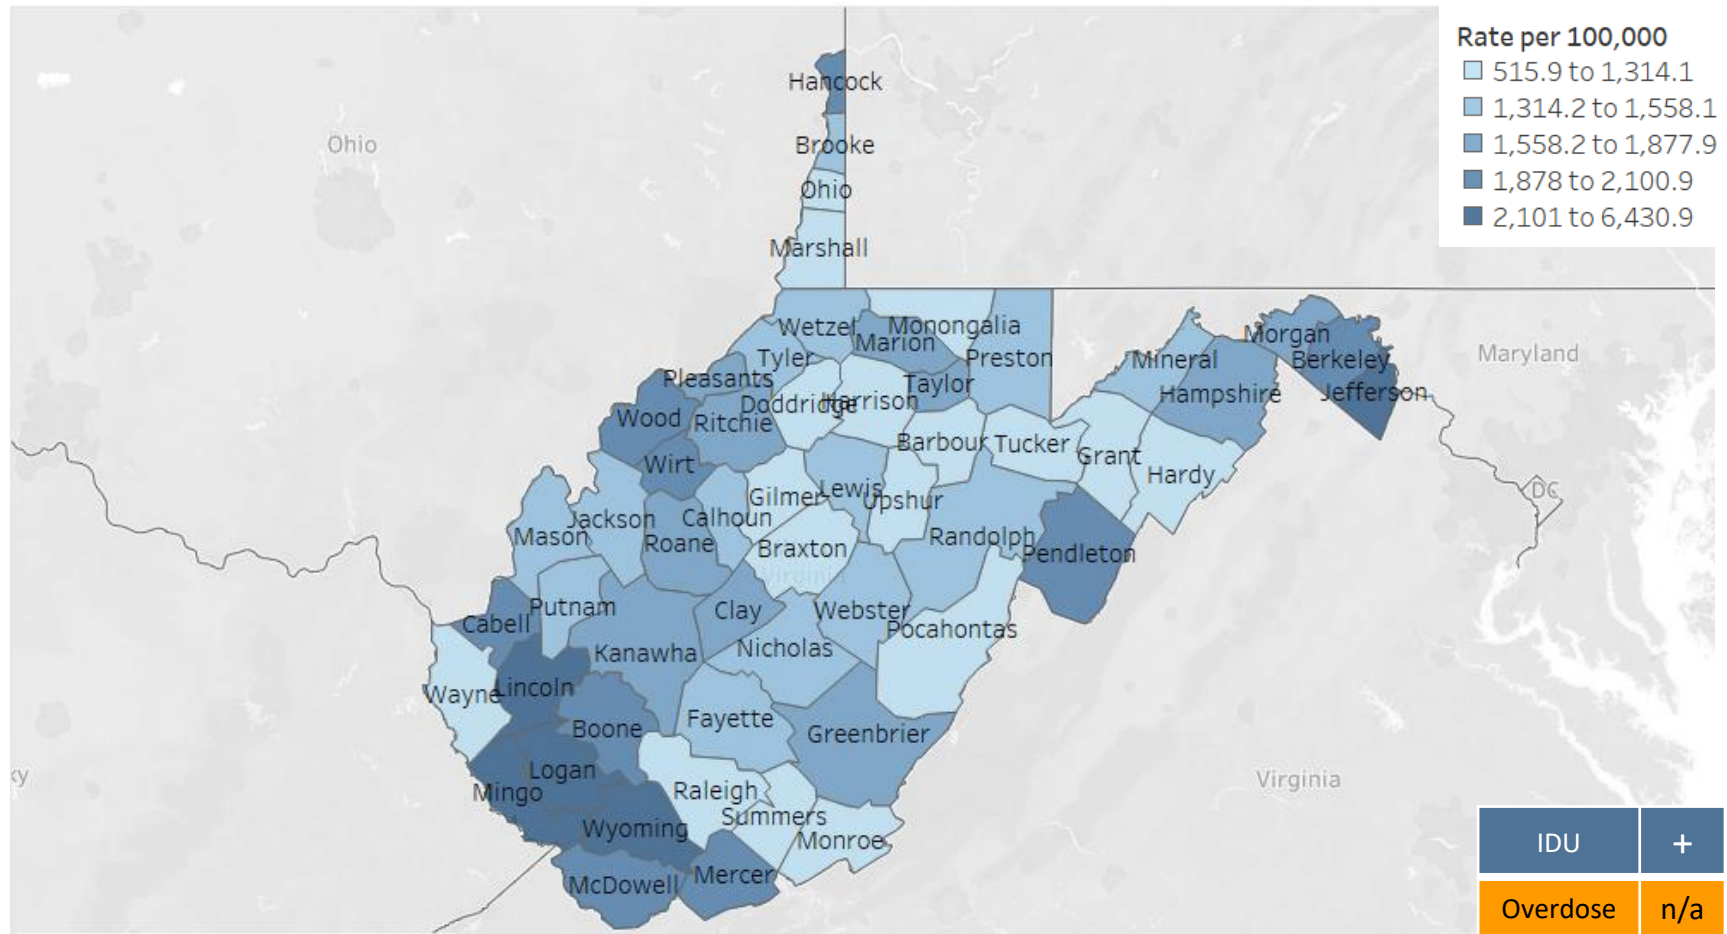 Rate per 100,000
515.9 to 1,314.1
1,314.2 to 1,558.1
1,558.2 to 1,877.9
1,878 to 2,100.9
2,101 to 6,430.9
Hancock
Ohio
Brooke
Ohio
Marshall
Wetzel
Monongalia
Marion
Morgan
Maryland
Tyler
Preston
Mineral
Berkeley
Pleasants
Taylor
Hampshire
Jefferson
Doddridge
Harrison
Wood
Ritchie
Barbour
Tucker
Grant
Wirt
Hardy
Lewis
Gilmer
Upshur
DC
Jackson
Calhoun
Mason
Roane
Braxton
Randolph
Pendleton
Virginia
Putnam
Clay
Webster
Cabell
Pocahontas
Kanawha
Nicholas
Wayne
Lincoln
Boone
Fayette
Greenbrier
Logan
ky
Mingo
Raleigh
Virginia
Summers
Wyoming
Monroe
McDowell
Mercer
IDU +
Overdose n/a